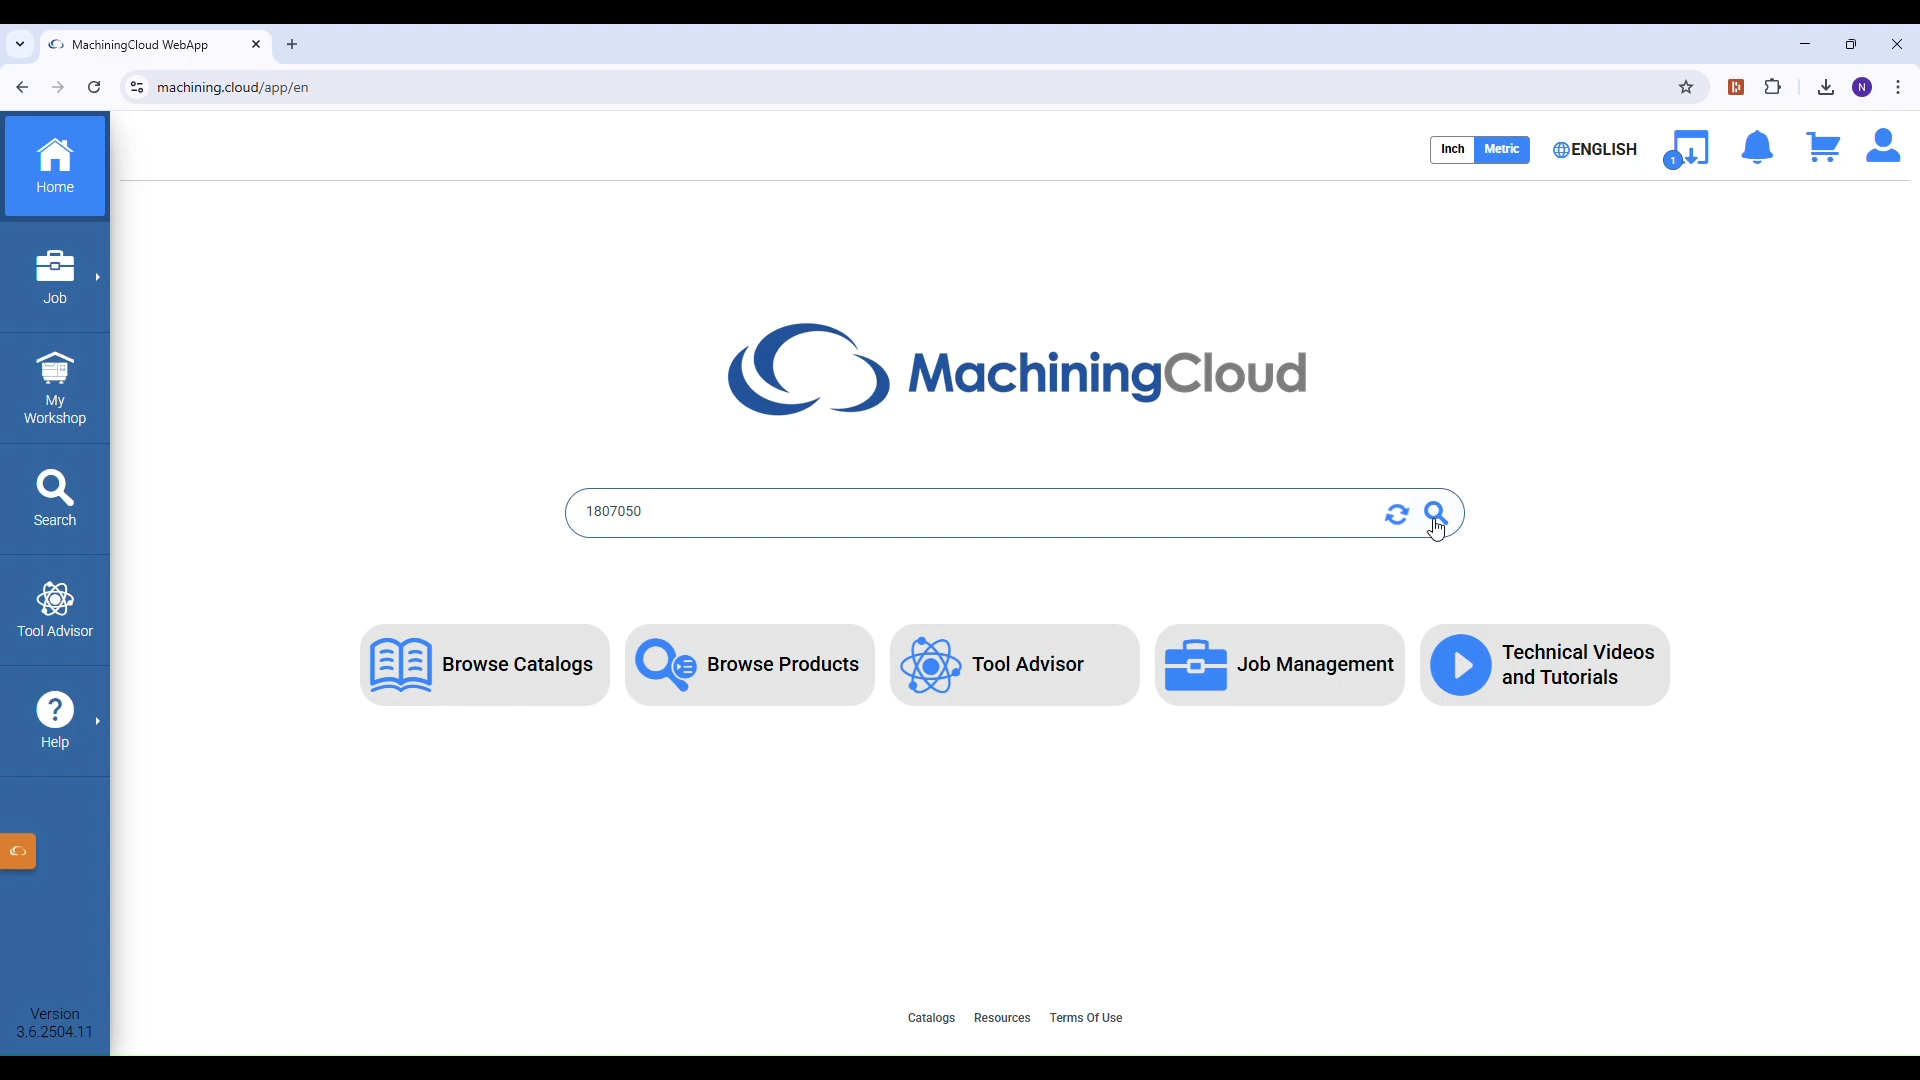 MachiningCloud WebApp
machining.cloud/app/en
N
Home
Inch
Metric
ENGLISH
1
Job
My
Workshop
MachiningCloud
Search
1807050
Tool Advisor
Browse Catalogs
Browse Products
Tool Advisor
Job Management
Technical Videos
and Tutorials
?
Help
Version
3.6.2504.11
Catalogs
Resources
Terms Of Use